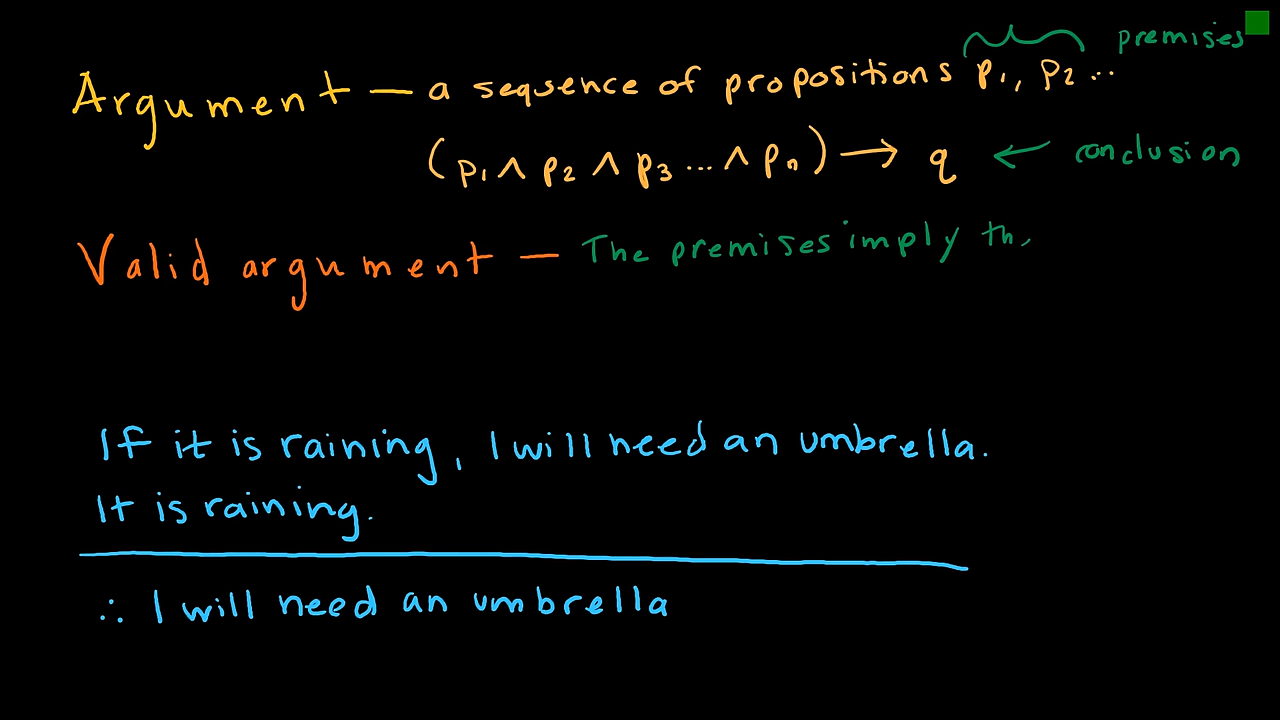 premises
Argument — a sequence of propositions p₁, p₂ ...
(p₁ ∧ p₂ ∧ p₃ ... ∧ pₙ) → q ← conclusion
Valid argument — The premises imply th
If it is raining, I will need an umbrella.
It is raining.
∴ I will need an umbrella